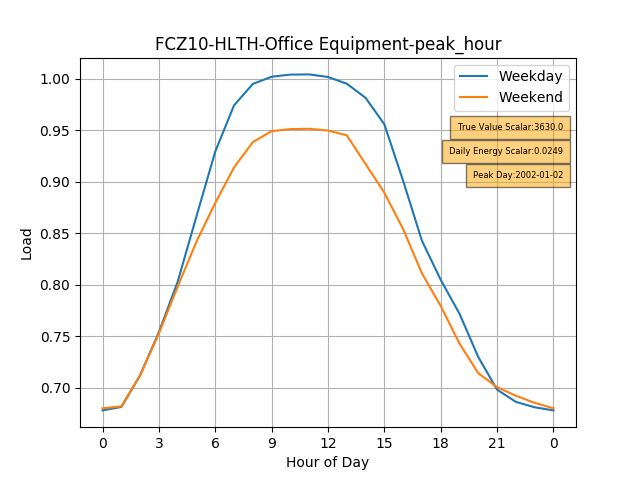 FCZ10-HLTH-Office Equipment-peak_hour
Weekday
Weekend
True Value Scalar:3630.0
Daily Energy Scalar:0.0249
Peak Day:2002-01-02
Load
1.00
0.95
0.90
0.85
0.80
0.75
0.70
0 3 6 9 12 15 18 21 0
Hour of Day